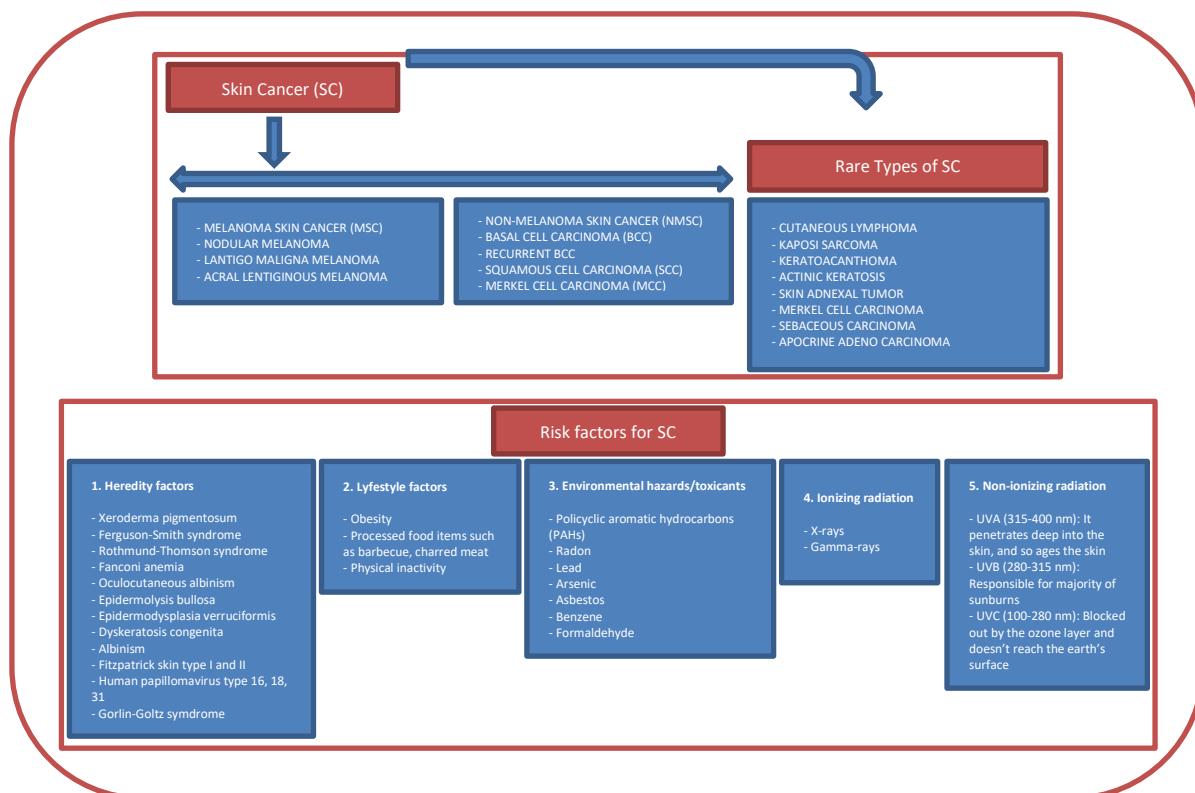 Skin Cancer (SC)
Rare Types of SC
- MELANOMA SKIN CANCER (MSC)
- NODULAR MELANOMA
- LANTIGO MALIGNA MELANOMA
- ACRAL LENTIGINOUS MELANOMA
- NON-MELANOMA SKIN CANCER (NMSC)
- BASAL CELL CARCINOMA (BCC)
- RECURRENT BCC
- SQUAMOUS CELL CARCINOMA (SCC)
- MERKEL CELL CARCINOMA (MCC)
- CUTANEOUS LYMPHOMA
- KAPOSI SARCOMA
- KERATOACANTHOMA
- ACTINIC KERATOSIS
- SKIN ADNEXAL TUMOR
- MERKEL CELL CARCINOMA
- SEBACEOUS CARCINOMA
- APOCRINE ADENO CARCINOMA
Risk factors for SC
1. Heredity factors
- Xeroderma pigmentosum
- Ferguson-Smith syndrome
- Rothmund-Thomson syndrome
- Fanconi anemia
- Oculocutaneous albinism
- Epidermolysis bullosa
- Epidermodysplasia verruciformis
- Dyskeratosis congenita
- Albinism
- Fitzpatrick skin type I and II
- Human papillomavirus type 16, 18,
31
- Gorlin-Goltz symdrome
2. Lyfestyle factors
- Obesity
- Processed food items such
as barbecue, charred meat
- Physical inactivity
3. Environmental hazards/toxicants
- Policyclic aromatic hydrocarbons
(PAHs)
- Radon
- Lead
- Arsenic
- Asbestos
- Benzene
- Formaldehyde
4. Ionizing radiation
- X-rays
- Gamma-rays
5. Non-ionizing radiation
- UVA (315-400 nm): It
penetrates deep into the
skin, and so ages the skin
- UVB (280-315 nm):
Responsible for majority of
sunburns
- UVC (100-280 nm): Blocked
out by the ozone layer and
doesn't reach the earth's
surface